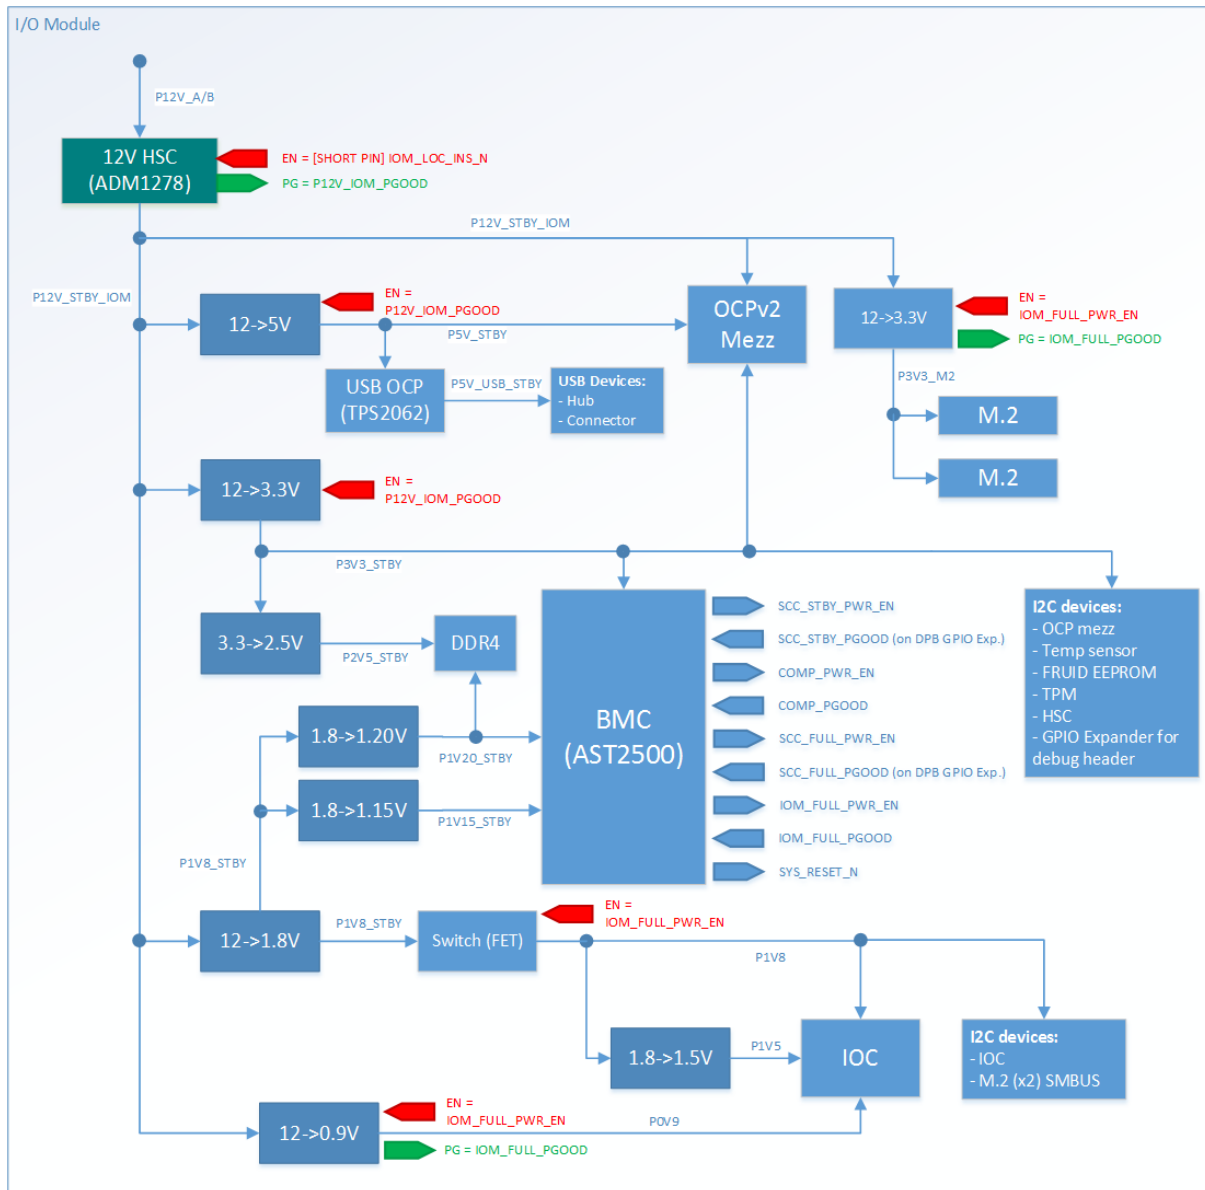 I/O Module
P12V_A/B
12V HSC
(ADM1278)
EN = [SHORT PIN] IOM_LOC_INS_N
PG = P12V_IOM_PGOOD
P12V_STBY_IOM
P12V_STBY_IOM
12->5V
EN =
P12V_IOM_PGOOD
P5V_STBY
OCPv2
Mezz
12->3.3V
EN =
IOM_FULL_PWR_EN
PG = IOM_FULL_PGOOD
USB OCP
(TPS2062)
P5V_USB_STBY
USB Devices:
- Hub
- Connector
P3V3_M2
M.2
M.2
12->3.3V
EN =
P12V_IOM_PGOOD
P3V3_STBY
3.3->2.5V
P2V5_STBY
DDR4
1.8->1.20V
P1V20_STBY
1.8->1.15V
P1V15_STBY
P1V8_STBY
BMC
(AST2500)
SCC_STBY_PWR_EN
SCC_STBY_PGOOD (on DPB GPIO Exp.)
COMP_PWR_EN
COMP_PGOOD
SCC_FULL_PWR_EN
SCC_FULL_PGOOD (on DPB GPIO Exp.)
IOM_FULL_PWR_EN
IOM_FULL_PGOOD
SYS_RESET_N
I2C devices:
- OCP mezz
- Temp sensor
- FRUID EEPROM
- TPM
- HSC
- GPIO Expander for
debug header
12->1.8V
P1V8_STBY
Switch (FET)
EN =
IOM_FULL_PWR_EN
P1V8
1.8->1.5V
P1V5
IOC
I2C devices:
- IOC
- M.2 (x2) SMBUS
12->0.9V
EN =
IOM_FULL_PWR_EN
PG = IOM_FULL_PGOOD
P0V9